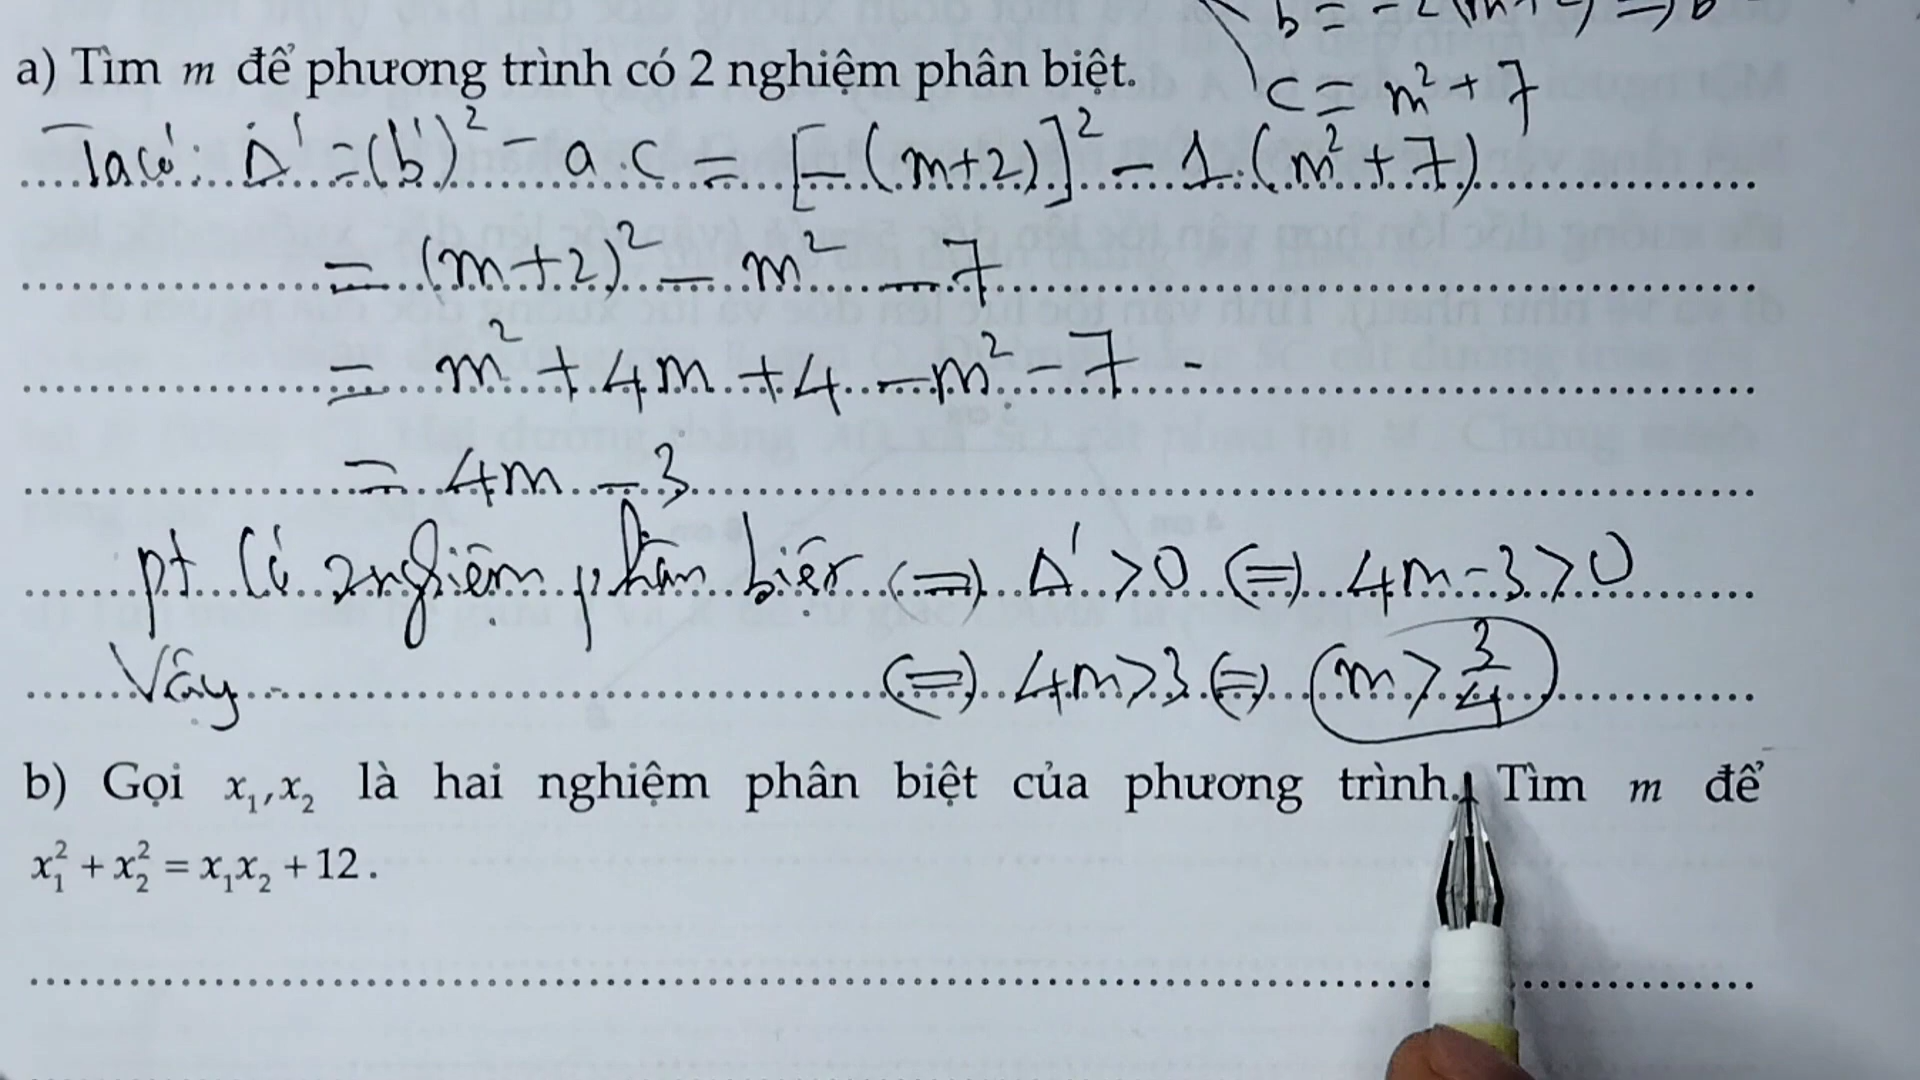 b = -2(m+2) => b
a) Tìm m để phương trình có 2 nghiệm phân biệt.
c = m² + 7
Ta có: Δ' = (b')² - a.c = [-(m+2)]² - 1.(m² + 7)
= (m+2)² - m² - 7
= m² + 4m + 4 - m² - 7
= 4m - 3
pt có 2 nghiệm phân biệt <=> Δ' > 0 <=> 4m - 3 > 0
Vậy <=> 4m > 3 <=> m > 3/4
b) Gọi x₁, x₂ là hai nghiệm phân biệt của phương trình. Tìm m để
x₁² + x₂² = x₁x₂ + 12.